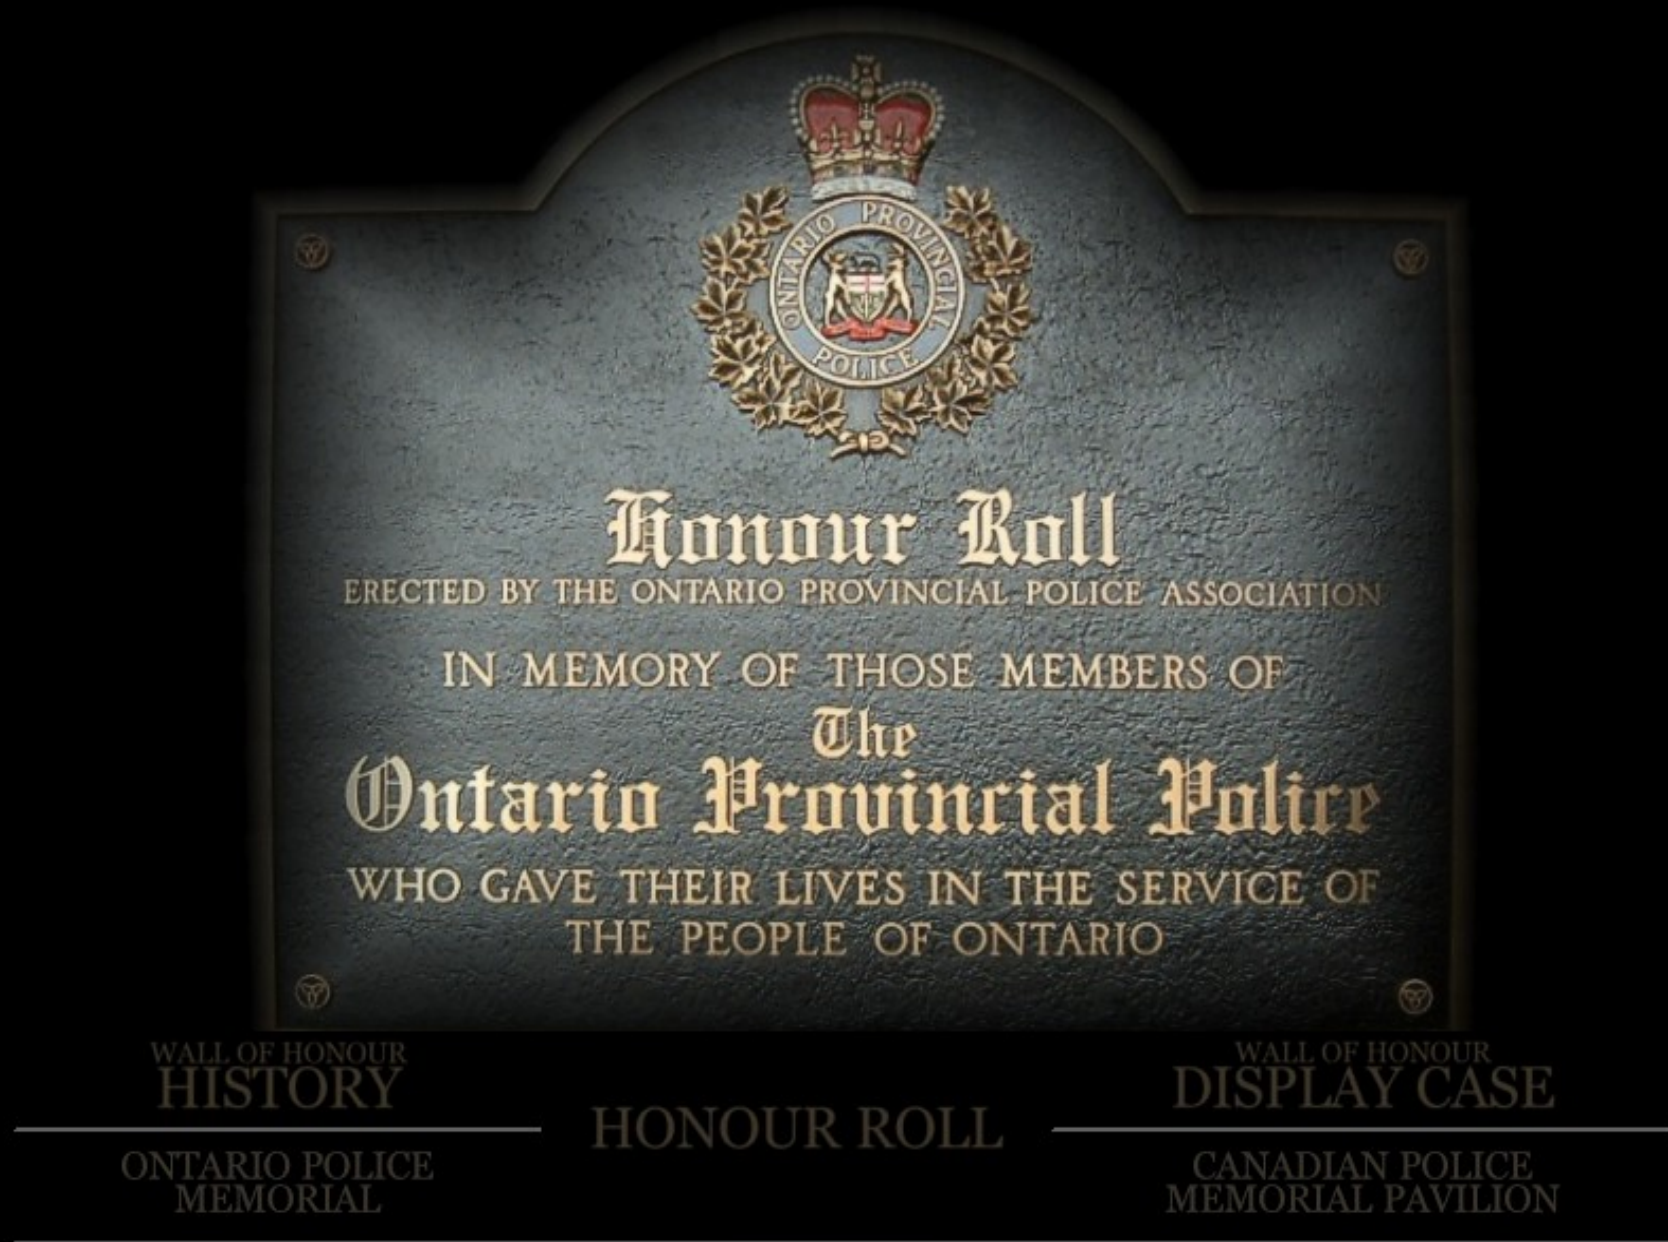 ONTARIO PROVINCIAL
POLICE
Honour Roll
ERECTED BY THE ONTARIO PROVINCIAL POLICE ASSOCIATION
IN MEMORY OF THOSE MEMBERS OF
The
Ontario Provincial Police
WHO GAVE THEIR LIVES IN THE SERVICE OF
THE PEOPLE OF ONTARIO
WALL OF HONOUR
HISTORY
ONTARIO POLICE
MEMORIAL
HONOUR ROLL
WALL OF HONOUR
DISPLAY CASE
CANADIAN POLICE
MEMORIAL PAVILION